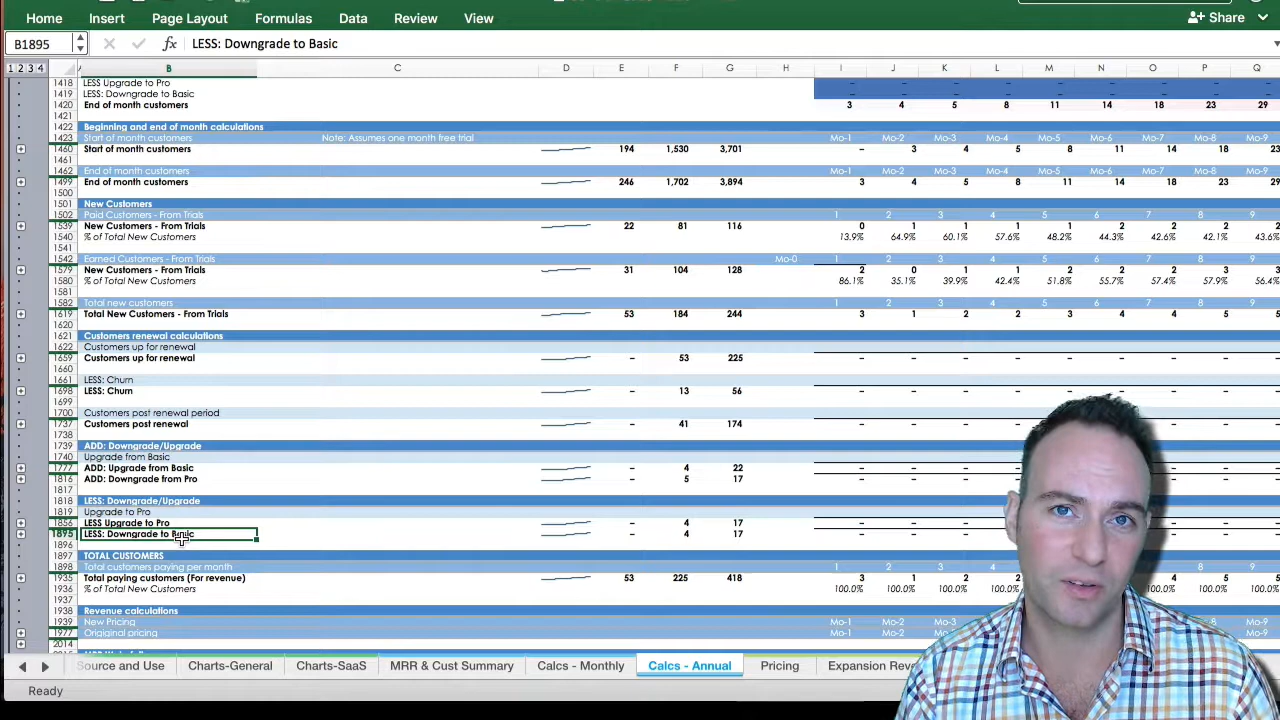 Home Insert Page Layout Formulas Data Review View Share
B1895 fx LESS: Downgrade to Basic
1 2 3 4 B C D E F G H I J K L M N O P Q
1418 LESS Upgrade to Pro – – – – – – – – –
1419 LESS: Downgrade to Basic – – – – – – – – –
1420 End of month customers 3 4 5 8 11 14 18 23 29
1421
1422 Beginning and end of month calculations
1423 Start of month customers Note: Assumes one month free trial Mo-1 Mo-2 Mo-3 Mo-4 Mo-5 Mo-6 Mo-7 Mo-8 Mo-9
1460 Start of month customers 194 1,530 3,701 – 3 4 5 8 11 14 18 23
1461
1462 End of month customers Mo-1 Mo-2 Mo-3 Mo-4 Mo-5 Mo-6 Mo-7 Mo-8 Mo-9
1499 End of month customers 246 1,702 3,894 3 4 5 8 11 14 18 23 29
1500
1501 New Customers
1502 Paid Customers - From Trials 1 2 3 4 5 6 7 8 9
1539 New Customers - From Trials 22 81 116 0 1 1 1 1 2 2 2 2
1540 % of Total New Customers 13.9% 64.9% 60.1% 57.6% 48.2% 44.3% 42.6% 42.1% 43.6%
1541
1542 Earned Customers - From Trials Mo-0
1579 New Customers - From Trials 31 104 128 2 0 1 1 2 2 2 3 2
1580 % of Total New Customers 86.1% 35.1% 39.9% 42.4% 51.8% 55.7% 57.4% 57.9% 56.4%
1581
1582 Total new customers 1 2 3 4 5 6 7 8 9
1619 Total New Customers - From Trials 53 184 244 3 1 2 2 3 4 4 5 5
1620
1621 Customers renewal calculations
1622 Customers up for renewal
1659 Customers up for renewal – 53 225 – – – – – – – – –
1660
1661 LESS: Churn
1698 LESS: Churn – 13 56 – – – – – – – – –
1699
1700 Customers post renewal period
1737 Customers post renewal – 41 174 – – – – – – –
1738
1739 ADD: Downgrade/Upgrade
1740 Upgrade from Basic
1777 ADD: Upgrade from Basic – 4 22 – – – – – – –
1816 ADD: Downgrade from Pro – 5 17 – – – – – – –
1817
1818 LESS: Downgrade/Upgrade
1819 Upgrade to Pro
1856 LESS Upgrade to Pro – 4 17 – – – – – –
1895 LESS: Downgrade to Basic – 4 17 – – – – – –
1896
1897 TOTAL CUSTOMERS
1898 Total customers paying per month 1 2 3 4 7 8 9
1935 Total paying customers (For revenue) 53 225 418 3 1 2 2 4 5 5
1936 % of Total New Customers 100.0% 100.0% 100.0% 100.0% 100.0% 100.0% 100.0%
1937
1938 Revenue calculations
1939 New Pricing Mo-1 Mo-2 Mo-3 Mo-9
1977 Origiginal pricing Mo-1 Mo-2 Mo-9
2014
Source and Use Charts-General Charts-SaaS MRR & Cust Summary Calcs - Monthly Calcs - Annual Pricing Expansion
Ready